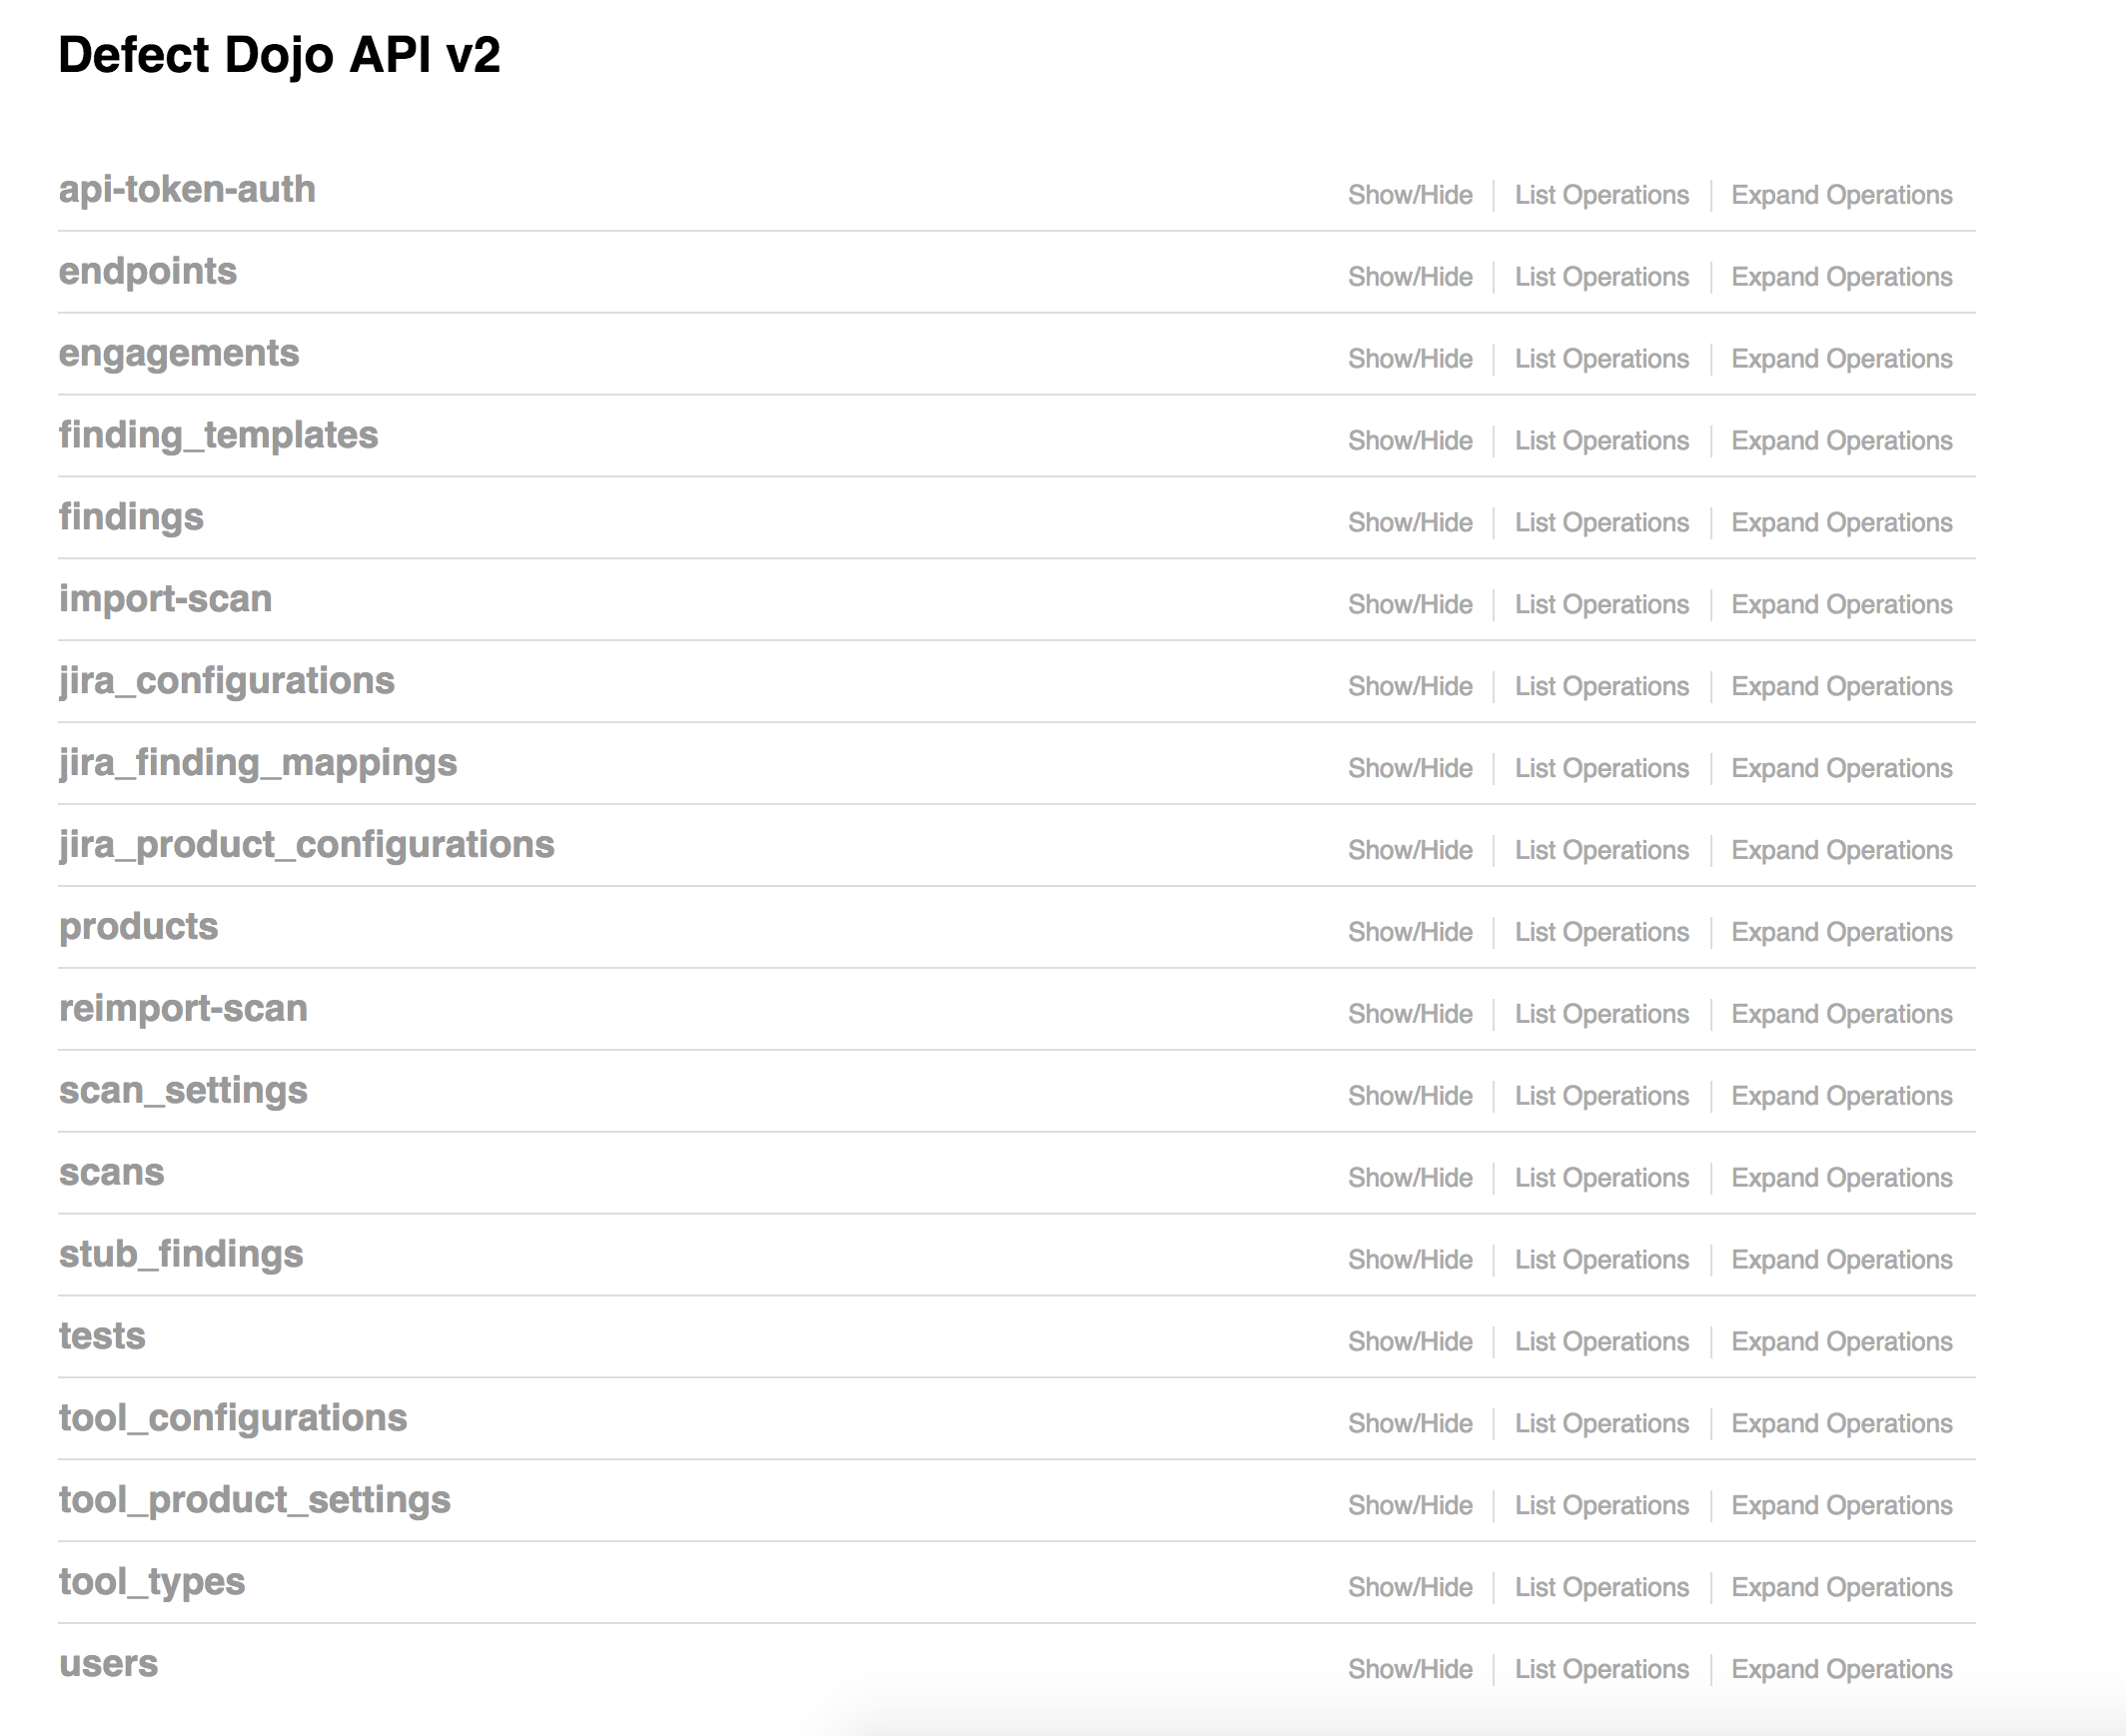 Defect Dojo API v2
api-token-auth Show/Hide List Operations Expand Operations
endpoints Show/Hide List Operations Expand Operations
engagements Show/Hide List Operations Expand Operations
finding_templates Show/Hide List Operations Expand Operations
findings Show/Hide List Operations Expand Operations
import-scan Show/Hide List Operations Expand Operations
jira_configurations Show/Hide List Operations Expand Operations
jira_finding_mappings Show/Hide List Operations Expand Operations
jira_product_configurations Show/Hide List Operations Expand Operations
products Show/Hide List Operations Expand Operations
reimport-scan Show/Hide List Operations Expand Operations
scan_settings Show/Hide List Operations Expand Operations
scans Show/Hide List Operations Expand Operations
stub_findings Show/Hide List Operations Expand Operations
tests Show/Hide List Operations Expand Operations
tool_configurations Show/Hide List Operations Expand Operations
tool_product_settings Show/Hide List Operations Expand Operations
tool_types Show/Hide List Operations Expand Operations
users Show/Hide List Operations Expand Operations